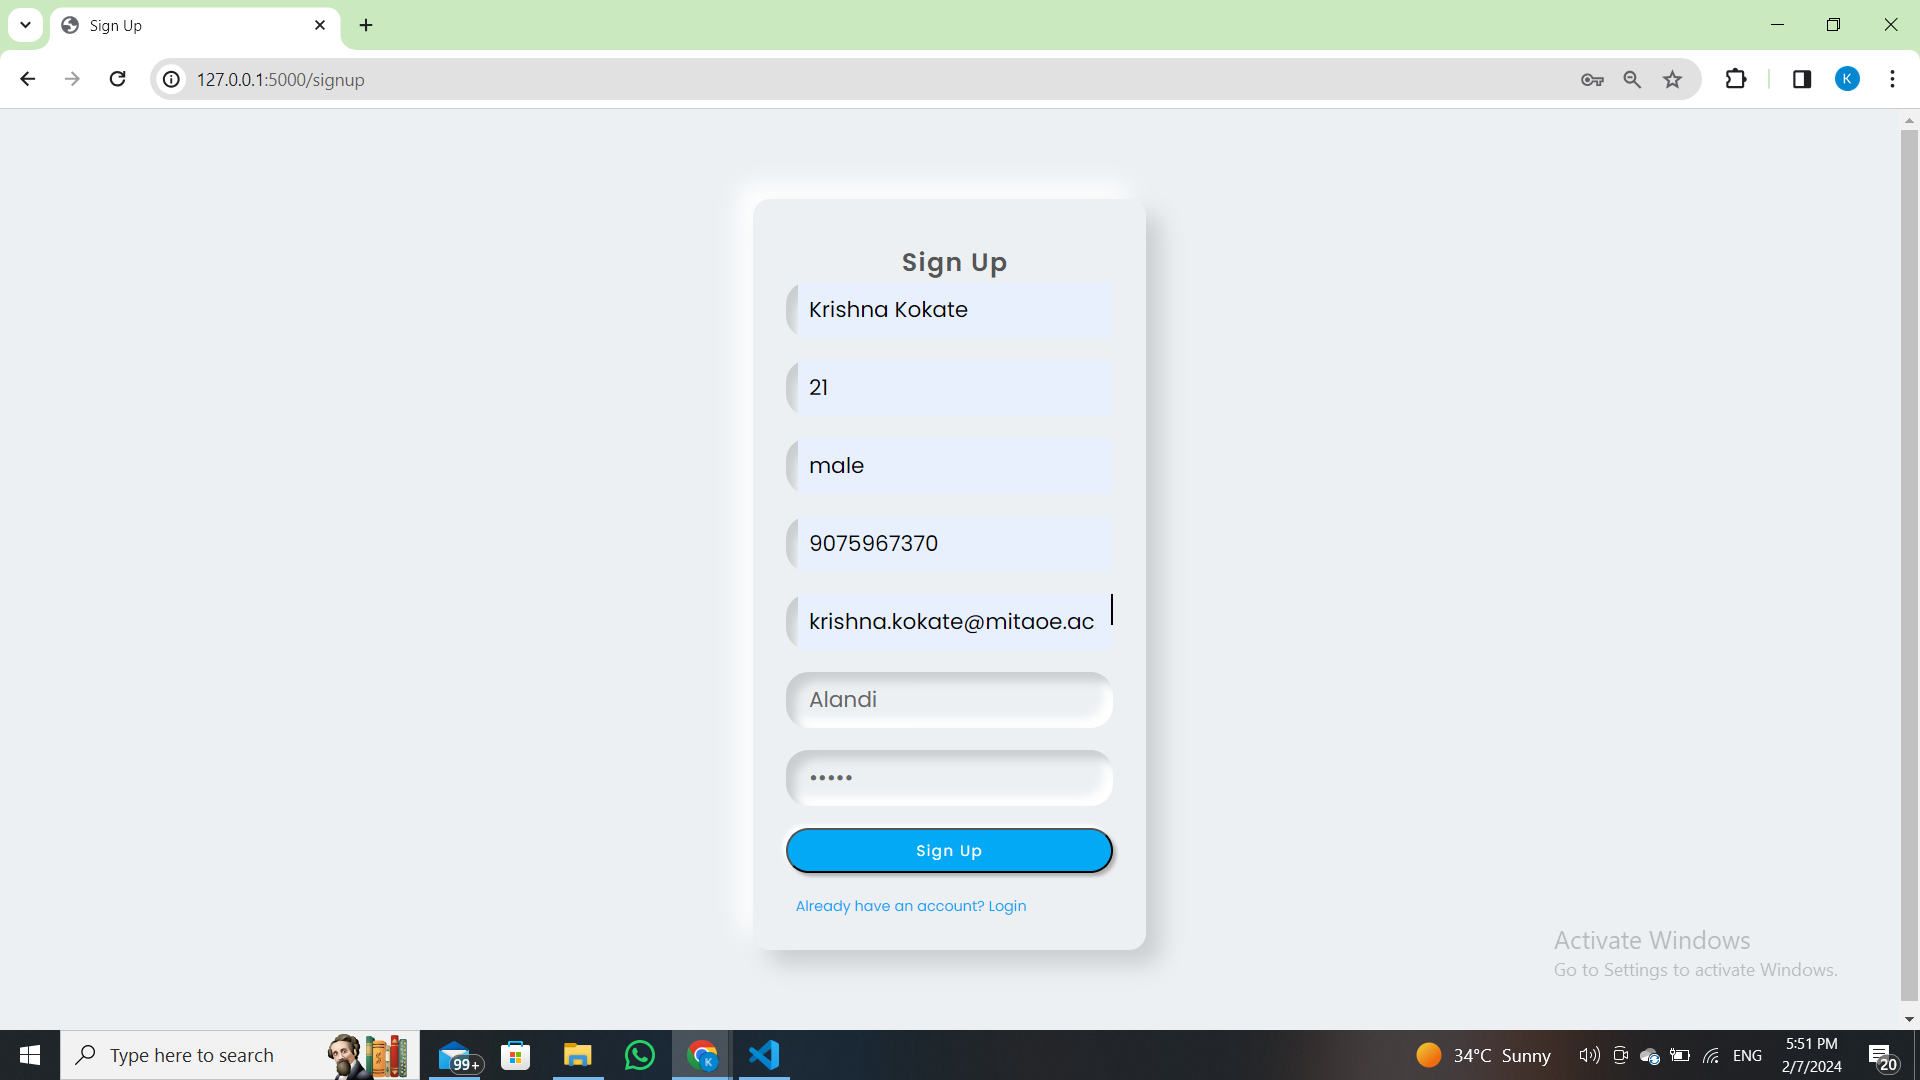 Sign Up
127.0.0.1:5000/signup
K
Sign Up
Krishna Kokate
21
male
9075967370
krishna.kokate@mitaoe.ac
Alandi
•••••
Sign Up
Already have an account? Login
Activate Windows
Go to Settings to activate Windows.
Type here to search
99+
K
34°C Sunny
ENG
5:51 PM
2/7/2024
20